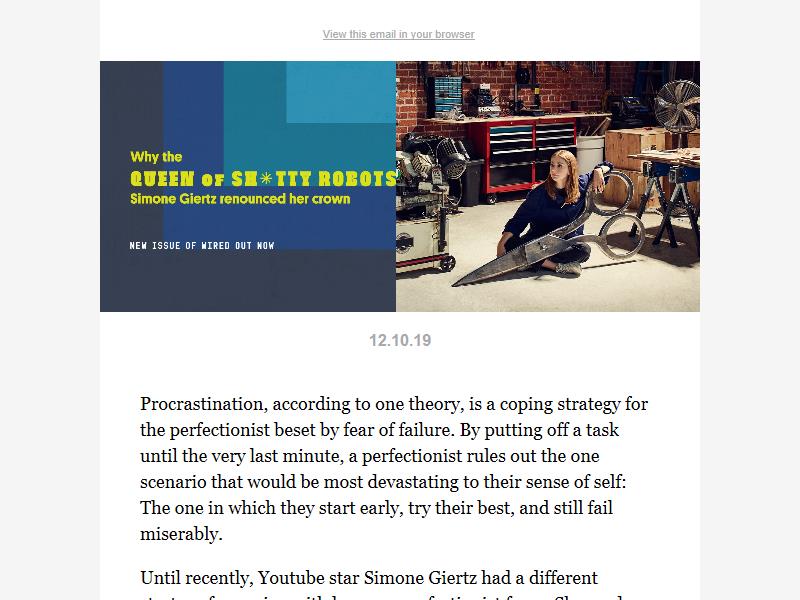 View this email in your browser
Why the
QUEEN OF SH*TTY ROBOTS
Simone Giertz renounced her crown
NEW ISSUE OF WIRED OUT NOW
12.10.19
Procrastination, according to one theory, is a coping strategy for
the perfectionist beset by fear of failure. By putting off a task
until the very last minute, a perfectionist rules out the one
scenario that would be most devastating to their sense of self:
The one in which they start early, try their best, and still fail
miserably.
Until recently, Youtube star Simone Giertz had a different